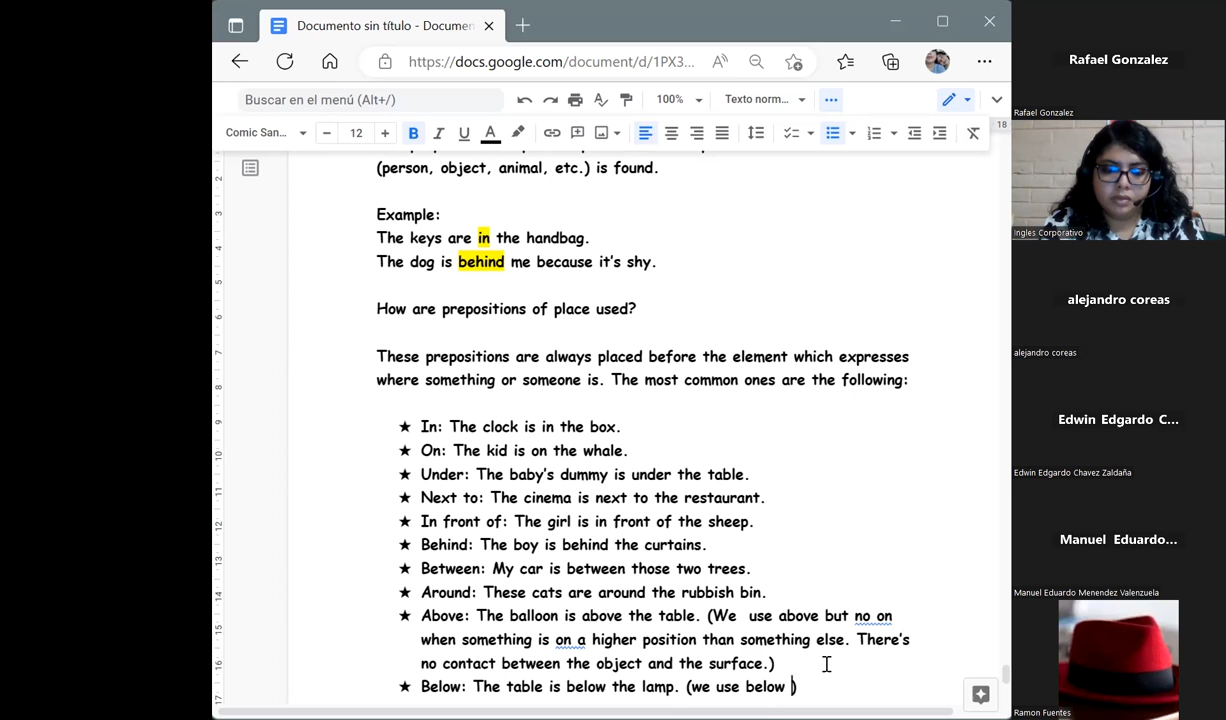 Documento sin título - Documen
https://docs.google.com/document/d/1PX3...
Buscar en el menú (Alt+/)
100%
Texto norm...
Comic San...
12
18
(person, object, animal, etc.) is found.
Example:
The keys are in the handbag.
The dog is behind me because it's shy.
How are prepositions of place used?
These prepositions are always placed before the element which expresses
where something or someone is. The most common ones are the following:
★ In: The clock is in the box.
★ On: The kid is on the whale.
★ Under: The baby's dummy is under the table.
★ Next to: The cinema is next to the restaurant.
★ In front of: The girl is in front of the sheep.
★ Behind: The boy is behind the curtains.
★ Between: My car is between those two trees.
★ Around: These cats are around the rubbish bin.
★ Above: The balloon is above the table. (We use above but no on
when something is on a higher position than something else. There's
no contact between the object and the surface.)
★ Below: The table is below the lamp. (we use below )
Rafael Gonzalez
Rafael Gonzalez
Ingles Corporativo
alejandro coreas
alejandro coreas
Edwin Edgardo C...
Edwin Edgardo Chavez Zaldaña
Manuel Eduardo...
Manuel Eduardo Menendez Valenzuela
Ramon Fuentes